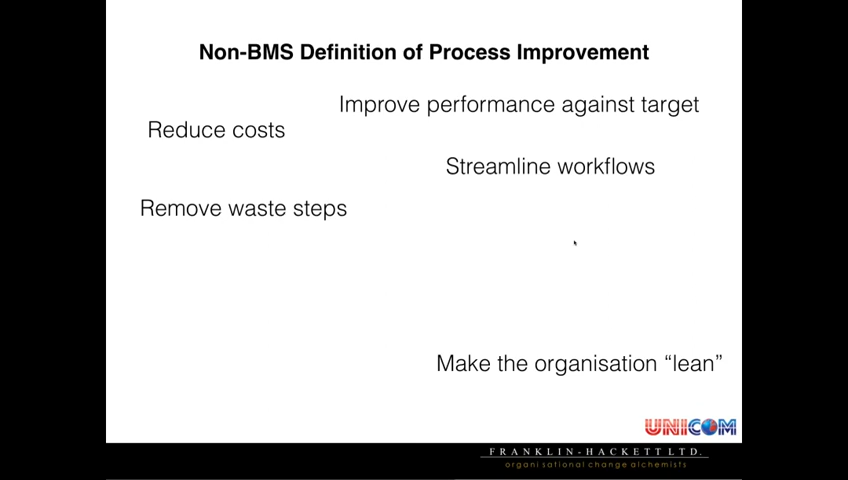 Non-BMS Definition of Process Improvement
Improve performance against target
Reduce costs
Streamline workflows
Remove waste steps
Make the organisation “lean”
UNICOM
FRANKLIN-HACKETT LTD.
organisational change alchemists